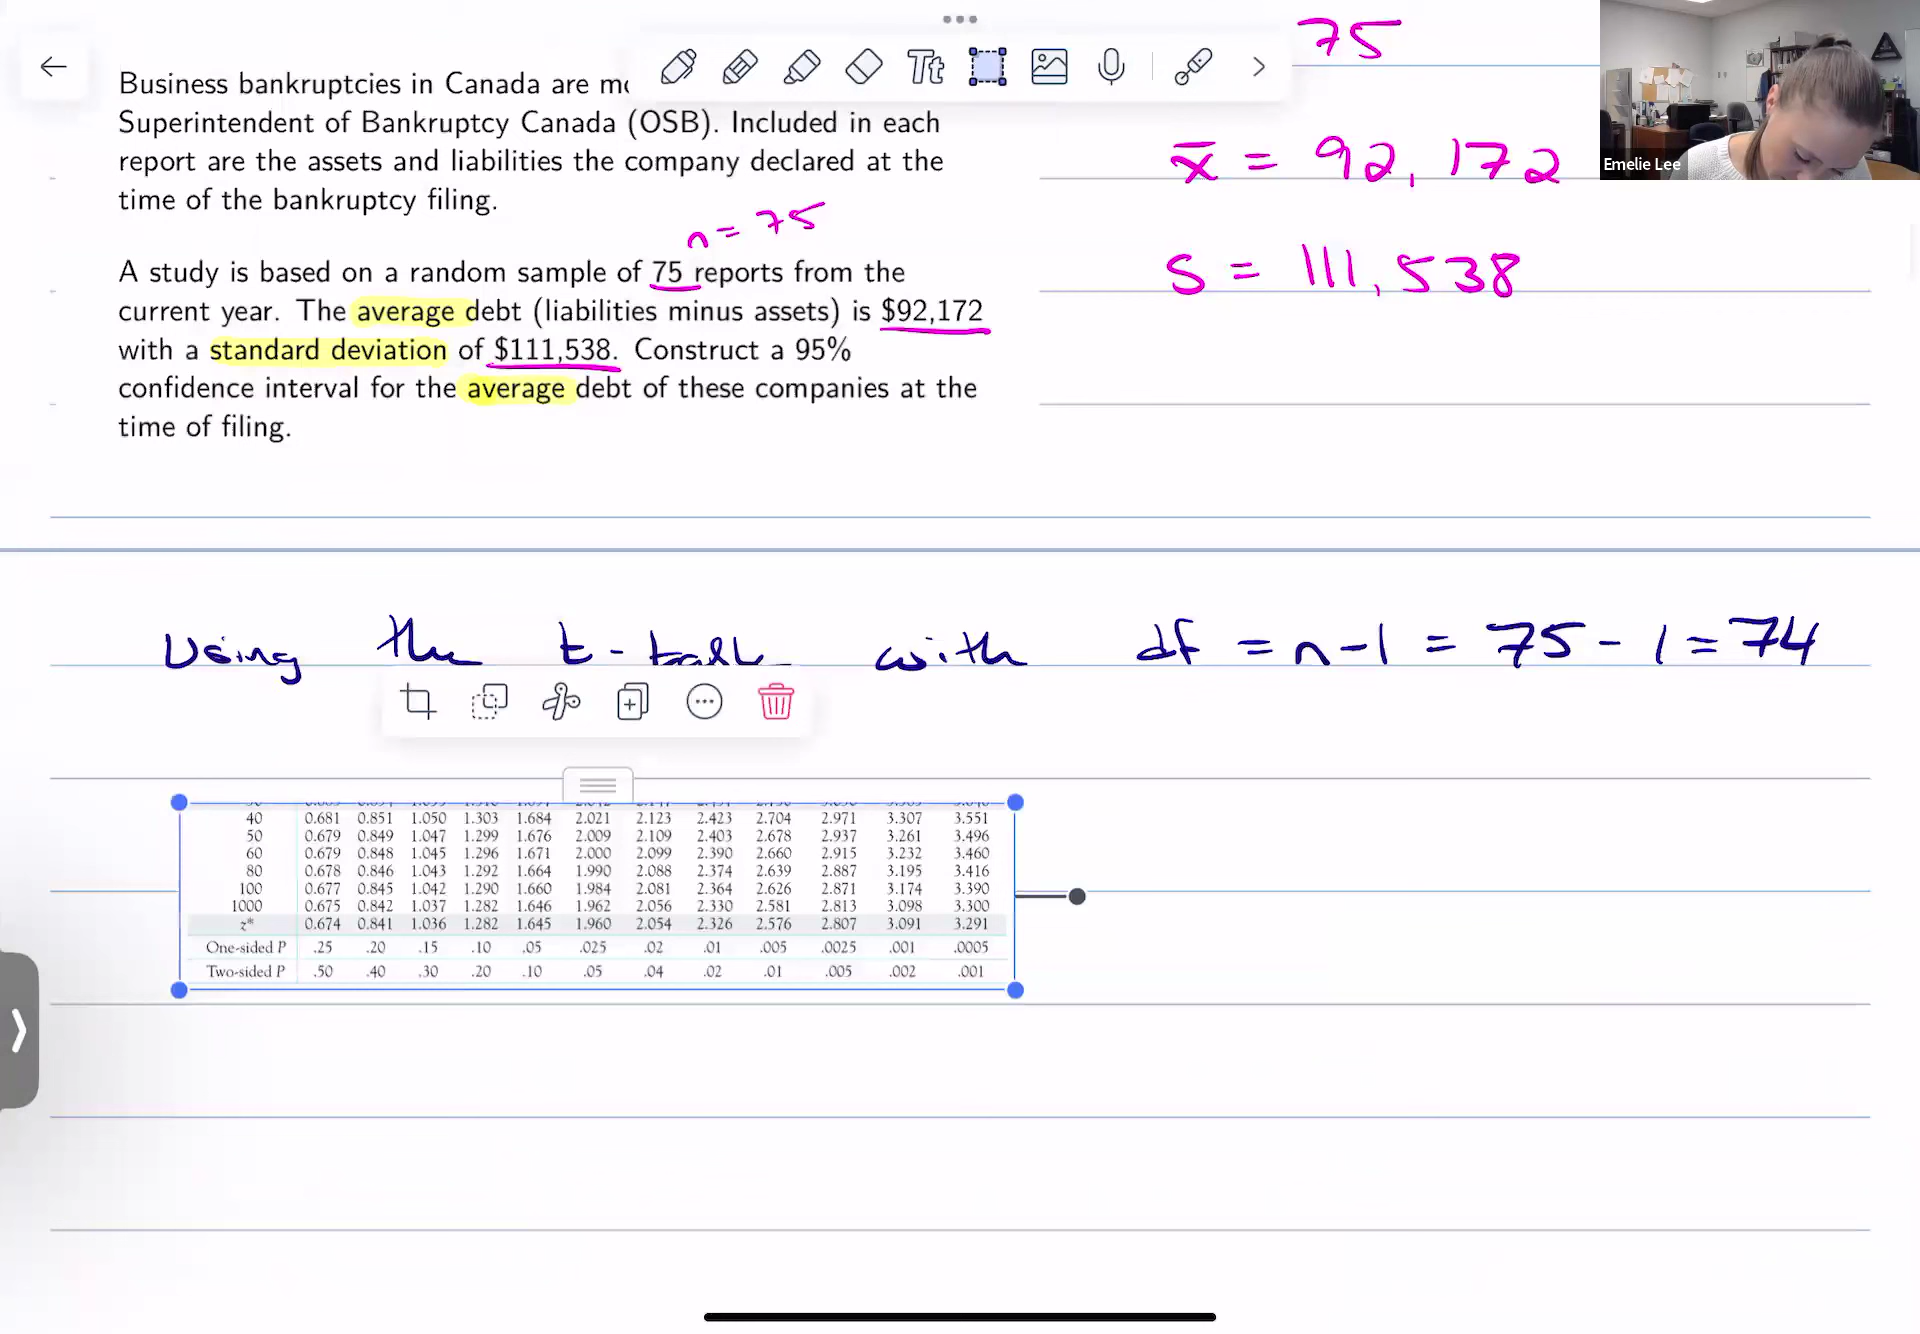 75
Business bankruptcies in Canada are mo
Superintendent of Bankruptcy Canada (OSB). Included in each
report are the assets and liabilities the company declared at the
time of the bankruptcy filing.
Tt
x̄ = 92,172
Emelie Lee
n = 75
A study is based on a random sample of 75 reports from the
current year. The average debt (liabilities minus assets) is $92,172
with a standard deviation of $111,538. Construct a 95%
confidence interval for the average debt of these companies at the
time of filing.
S = 111,538
Using the t-table with df = n-1 = 75-1 = 74
40 0.681 0.851 1.050 1.303 1.684 2.021 2.123 2.423 2.704 2.971 3.307 3.551
50 0.679 0.849 1.047 1.299 1.676 2.009 2.109 2.403 2.678 2.937 3.261 3.496
60 0.679 0.848 1.045 1.296 1.671 2.000 2.099 2.390 2.660 2.915 3.232 3.460
80 0.678 0.846 1.043 1.292 1.664 1.990 2.088 2.374 2.639 2.887 3.195 3.416
100 0.677 0.845 1.042 1.290 1.660 1.984 2.081 2.364 2.626 2.871 3.174 3.390
1000 0.675 0.842 1.037 1.282 1.646 1.962 2.056 2.330 2.581 2.813 3.098 3.300
z* 0.674 0.841 1.036 1.282 1.645 1.960 2.054 2.326 2.576 2.807 3.091 3.291
One-sided P .25 .20 .15 .10 .05 .025 .02 .01 .005 .0025 .001 .0005
Two-sided P .50 .40 .30 .20 .10 .05 .04 .02 .01 .005 .002 .001